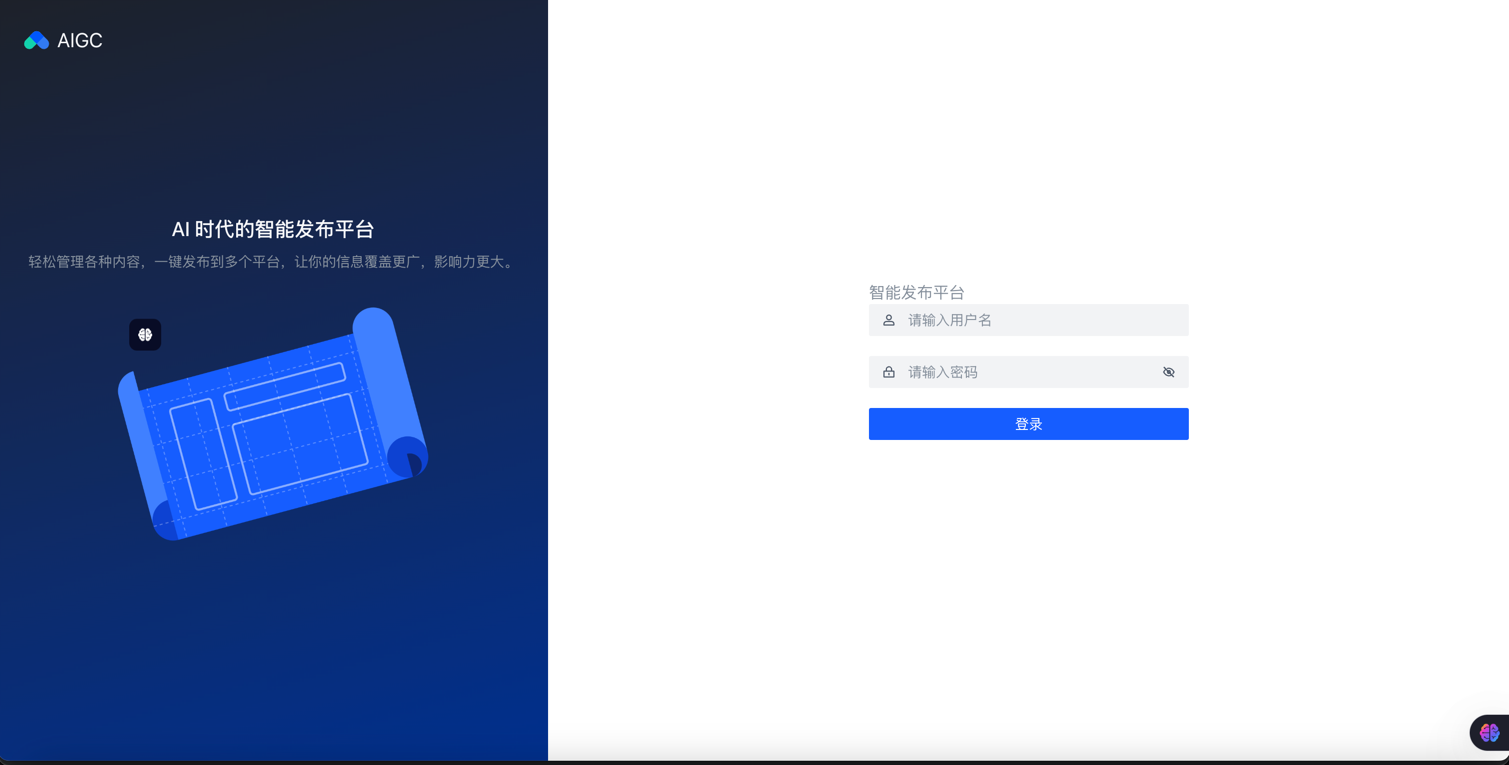 AIGC
AI 时代的智能发布平台
轻松管理各种内容，一键发布到多个平台，让你的信息覆盖更广，影响力更大。
智能发布平台
请输入用户名
请输入密码
登录